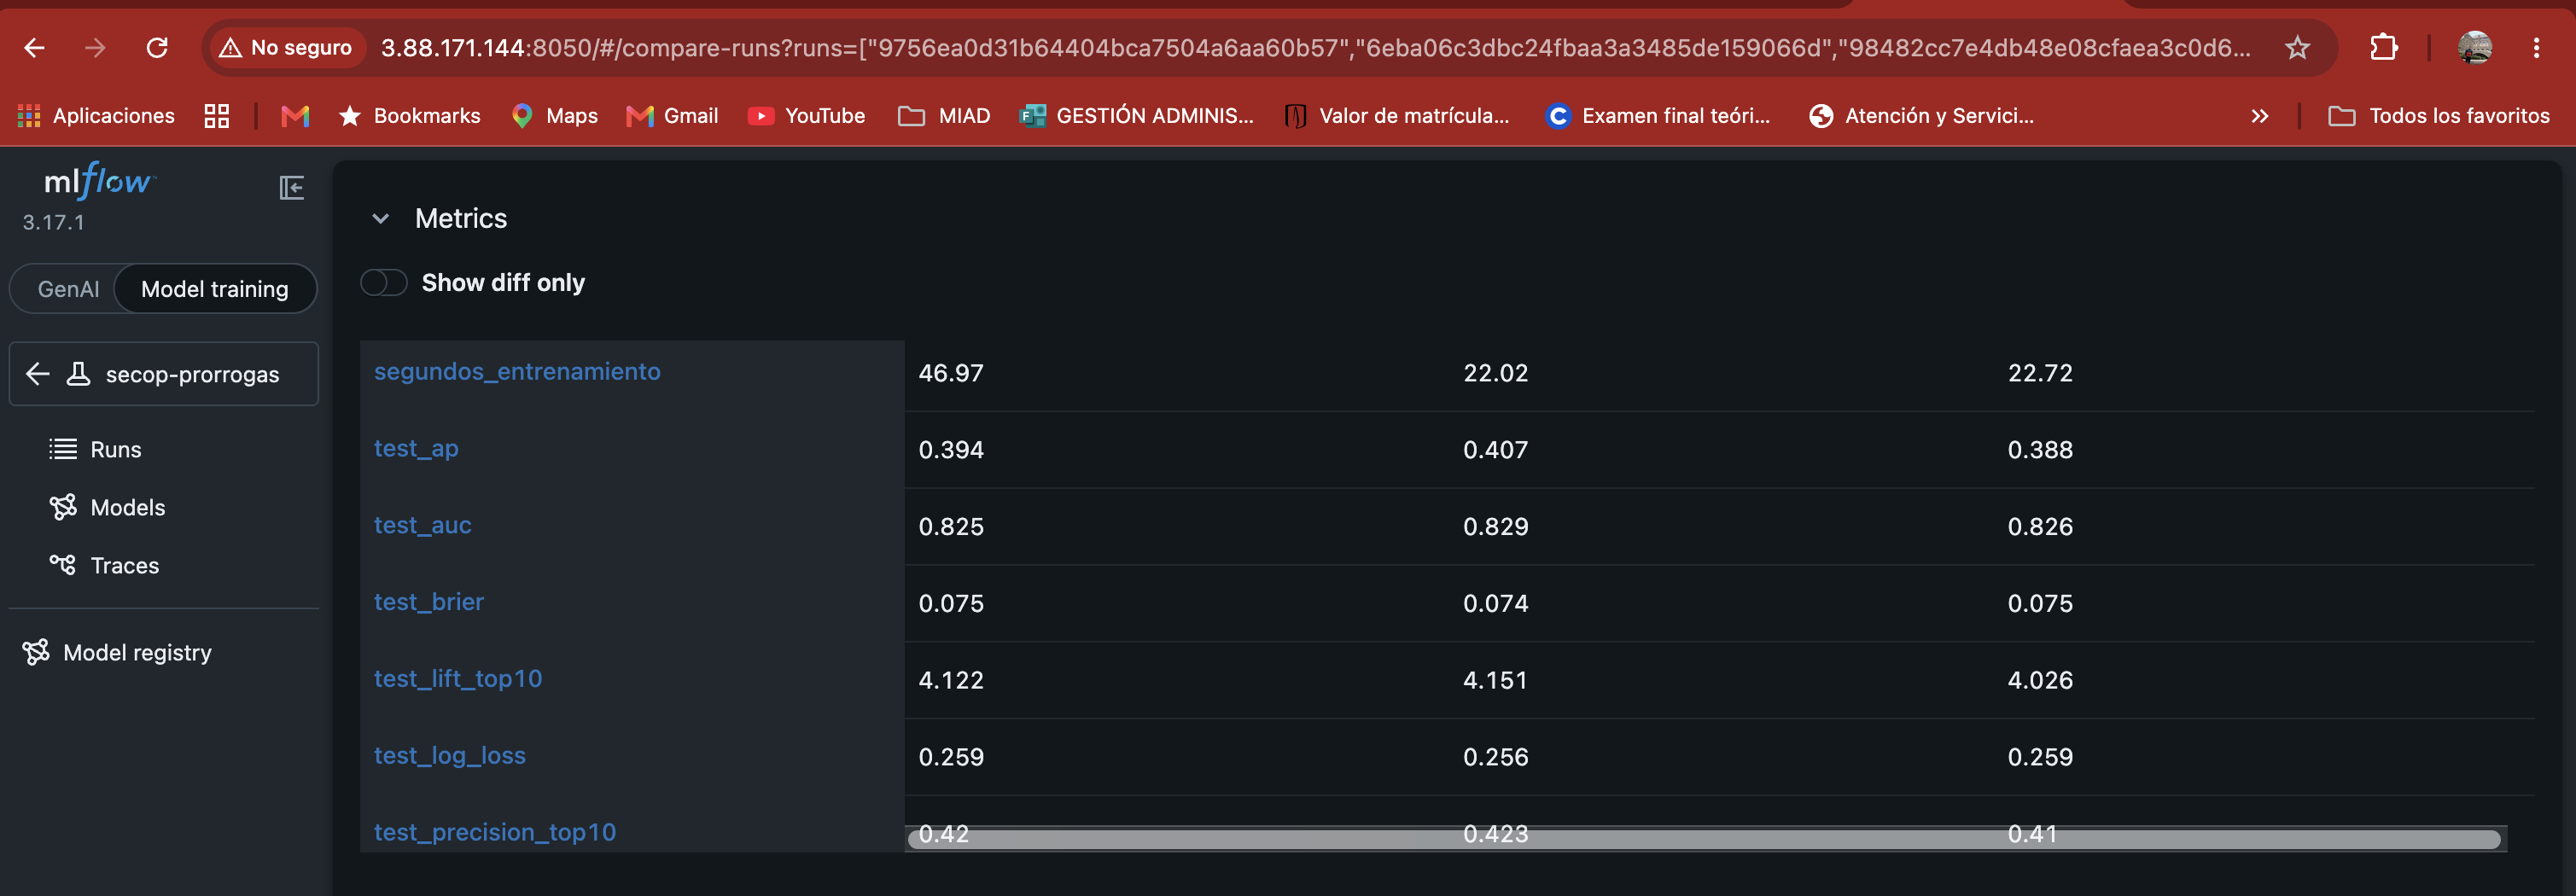 No seguro 3.88.171.144:8050/#/compare-runs?runs=["9756ea0d31b64404bca7504a6aa60b57","6eba06c3dbc24fbaa3a3485de159066d","98482cc7e4db48e08cfaea3c0d6...
Aplicaciones Bookmarks Maps Gmail YouTube MIAD GESTIÓN ADMINIS... Valor de matrícula... Examen final teóri... Atención y Servici... Todos los favoritos
mlflow
3.17.1
GenAI Model training
secop-prorrogas
Runs
Models
Traces
Model registry
Metrics
Show diff only
segundos_entrenamiento 46.97 22.02 22.72
test_ap 0.394 0.407 0.388
test_auc 0.825 0.829 0.826
test_brier 0.075 0.074 0.075
test_lift_top10 4.122 4.151 4.026
test_log_loss 0.259 0.256 0.259
test_precision_top10 0.42 0.423 0.41